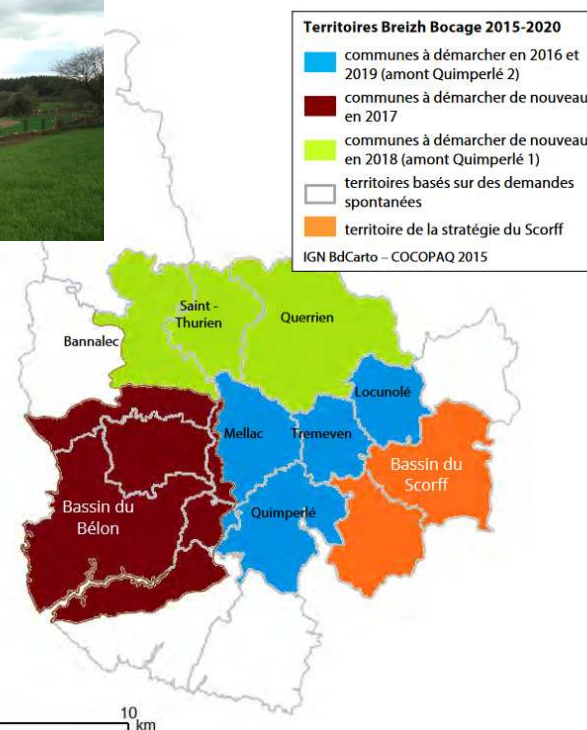 Territoires Breizh Bocage 2015-2020
communes à démarcher en 2016 et
2019 (amont Quimperlé 2)
communes à démarcher de nouveau
en 2017
communes à démarcher de nouveau
en 2018 (amont Quimperlé 1)
territoires basés sur des demandes
spontanées
territoire de la stratégie du Scorff
IGN BdCarto – COCOPAQ 2015
Saint -
Thurien
Querrien
Bannalec
Locunolé
Mellac
Tremeven
Bassin du
Scorff
Bassin du
Bélon
Quimperlé
10
km